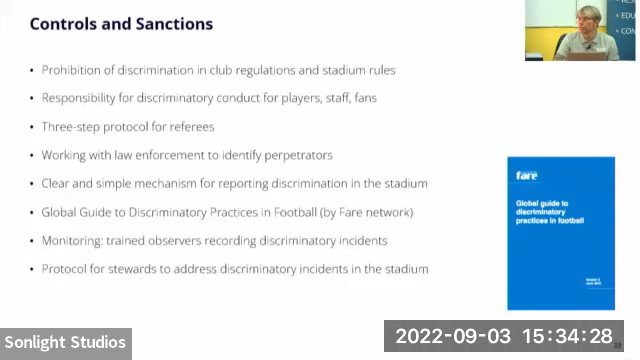 Controls and Sanctions
• Prohibition of discrimination in club regulations and stadium rules
• Responsibility for discriminatory conduct for players, staff, fans
• Three-step protocol for referees
• Working with law enforcement to identify perpetrators
• Clear and simple mechanism for reporting discrimination in the stadium
• Global Guide to Discriminatory Practices in Football (by Fare network)
• Monitoring: trained observers recording discriminatory incidents
• Protocol for stewards to address discriminatory incidents in the stadium
fare
Global guide to
discriminatory
practices in football
Sonlight Studios
2022-09-03 15:34:28